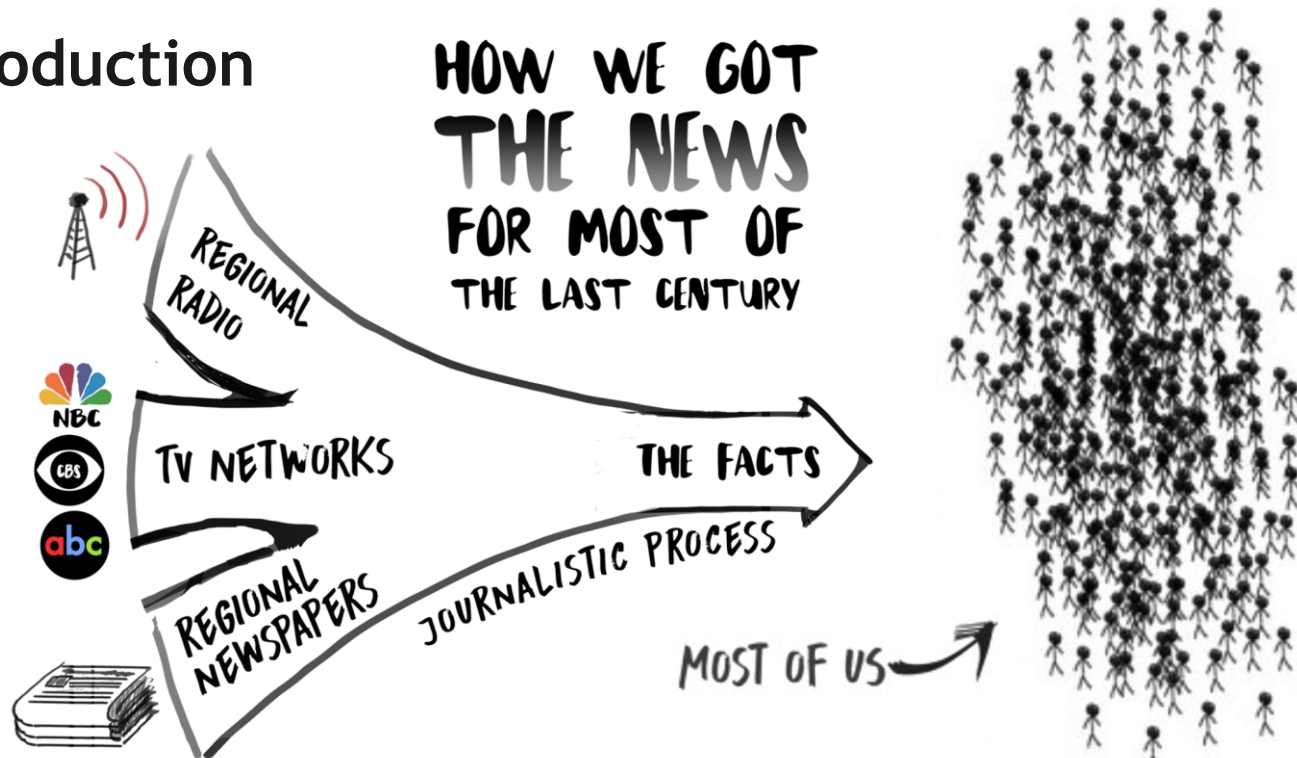 oduction
HOW WE GOT
THE NEWS
FOR MOST OF
THE LAST CENTURY
REGIONAL
RADIO
NBC
CBS
abc
TV NETWORKS
THE FACTS
JOURNALISTIC PROCESS
REGIONAL
NEWSPAPERS
MOST OF US